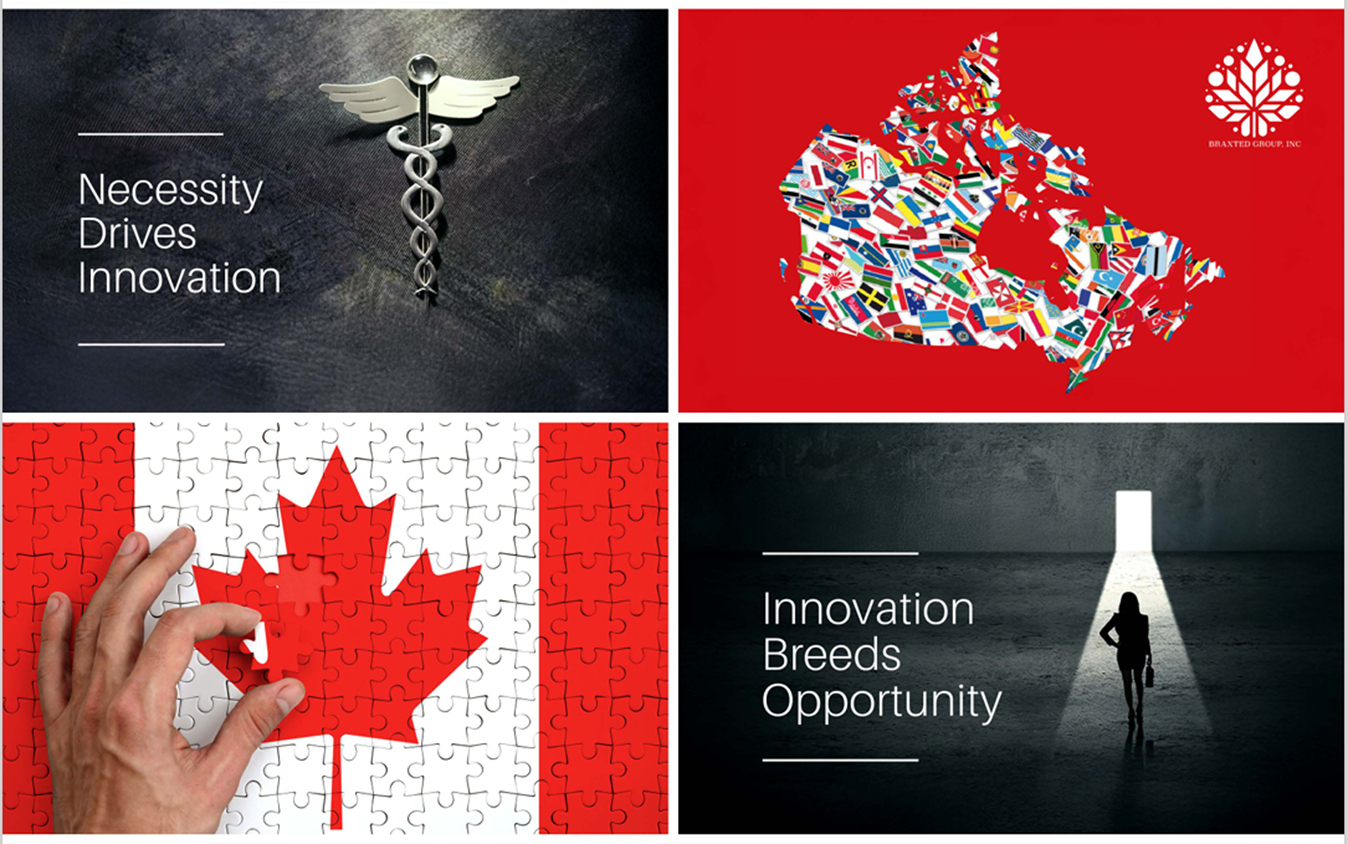 Necessity
Drives
Innovation
BRAXTED GROUP, INC
Innovation
Breeds
Opportunity